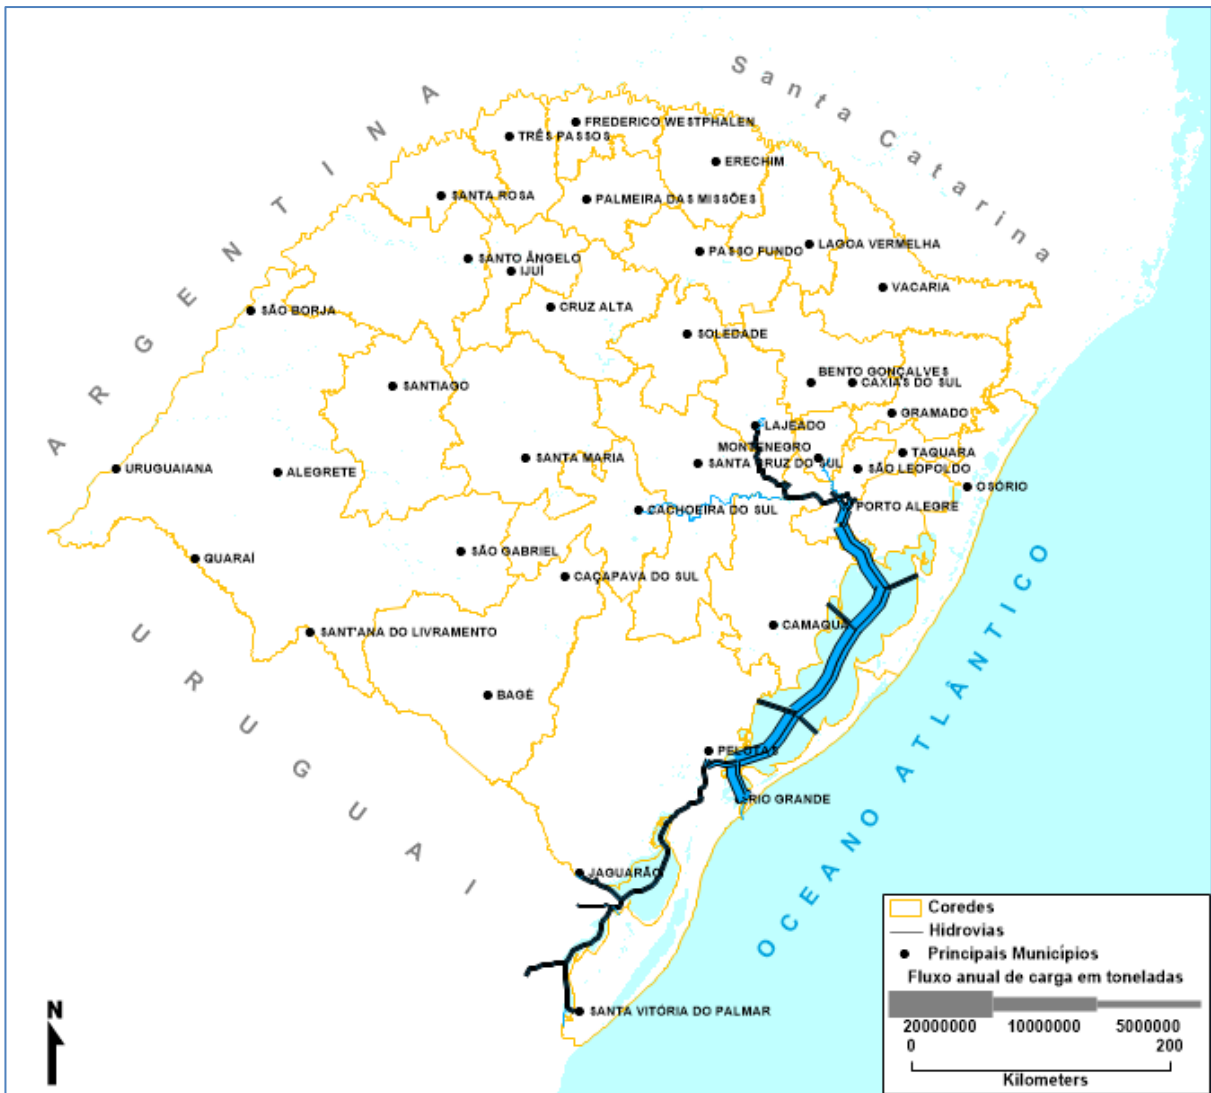 Santa Catarina
ARGENTINA
FREDERICO WESTPHALEN
TRÊS PASSOS
ERECHIM
SANTA ROSA
PALMEIRA DAS MISSÕES
LAGOA VERMELHA
PASSO FUNDO
SANTO ÂNGELO
IJUÍ
VACARIA
CRUZ ALTA
SÃO BORJA
SOLEDADE
BENTO GONÇALVES
CAXIAS DO SUL
SANTIAGO
GRAMADO
LAJEADO
MONTENEGRO
TAQUARA
SANTA MARIA
SANTA CRUZ DO SUL
SÃO LEOPOLDO
URUGUAIANA
ALEGRETE
OSÓRIO
PORTO ALEGRE
CACHOEIRA DO SUL
SÃO GABRIEL
QUARAÍ
CAÇAPAVA DO SUL
CAMAQUÃ
SANT'ANA DO LIVRAMENTO
URUGUAI
OCEANO ATLÂNTICO
BAGÉ
PELOTAS
RIO GRANDE
JAGUARÃO
SANTA VITÓRIA DO PALMAR
N
Coredes
Hidrovias
Principais Municípios
Fluxo anual de carga em toneladas
20000000 10000000 5000000
0 200
Kilometers